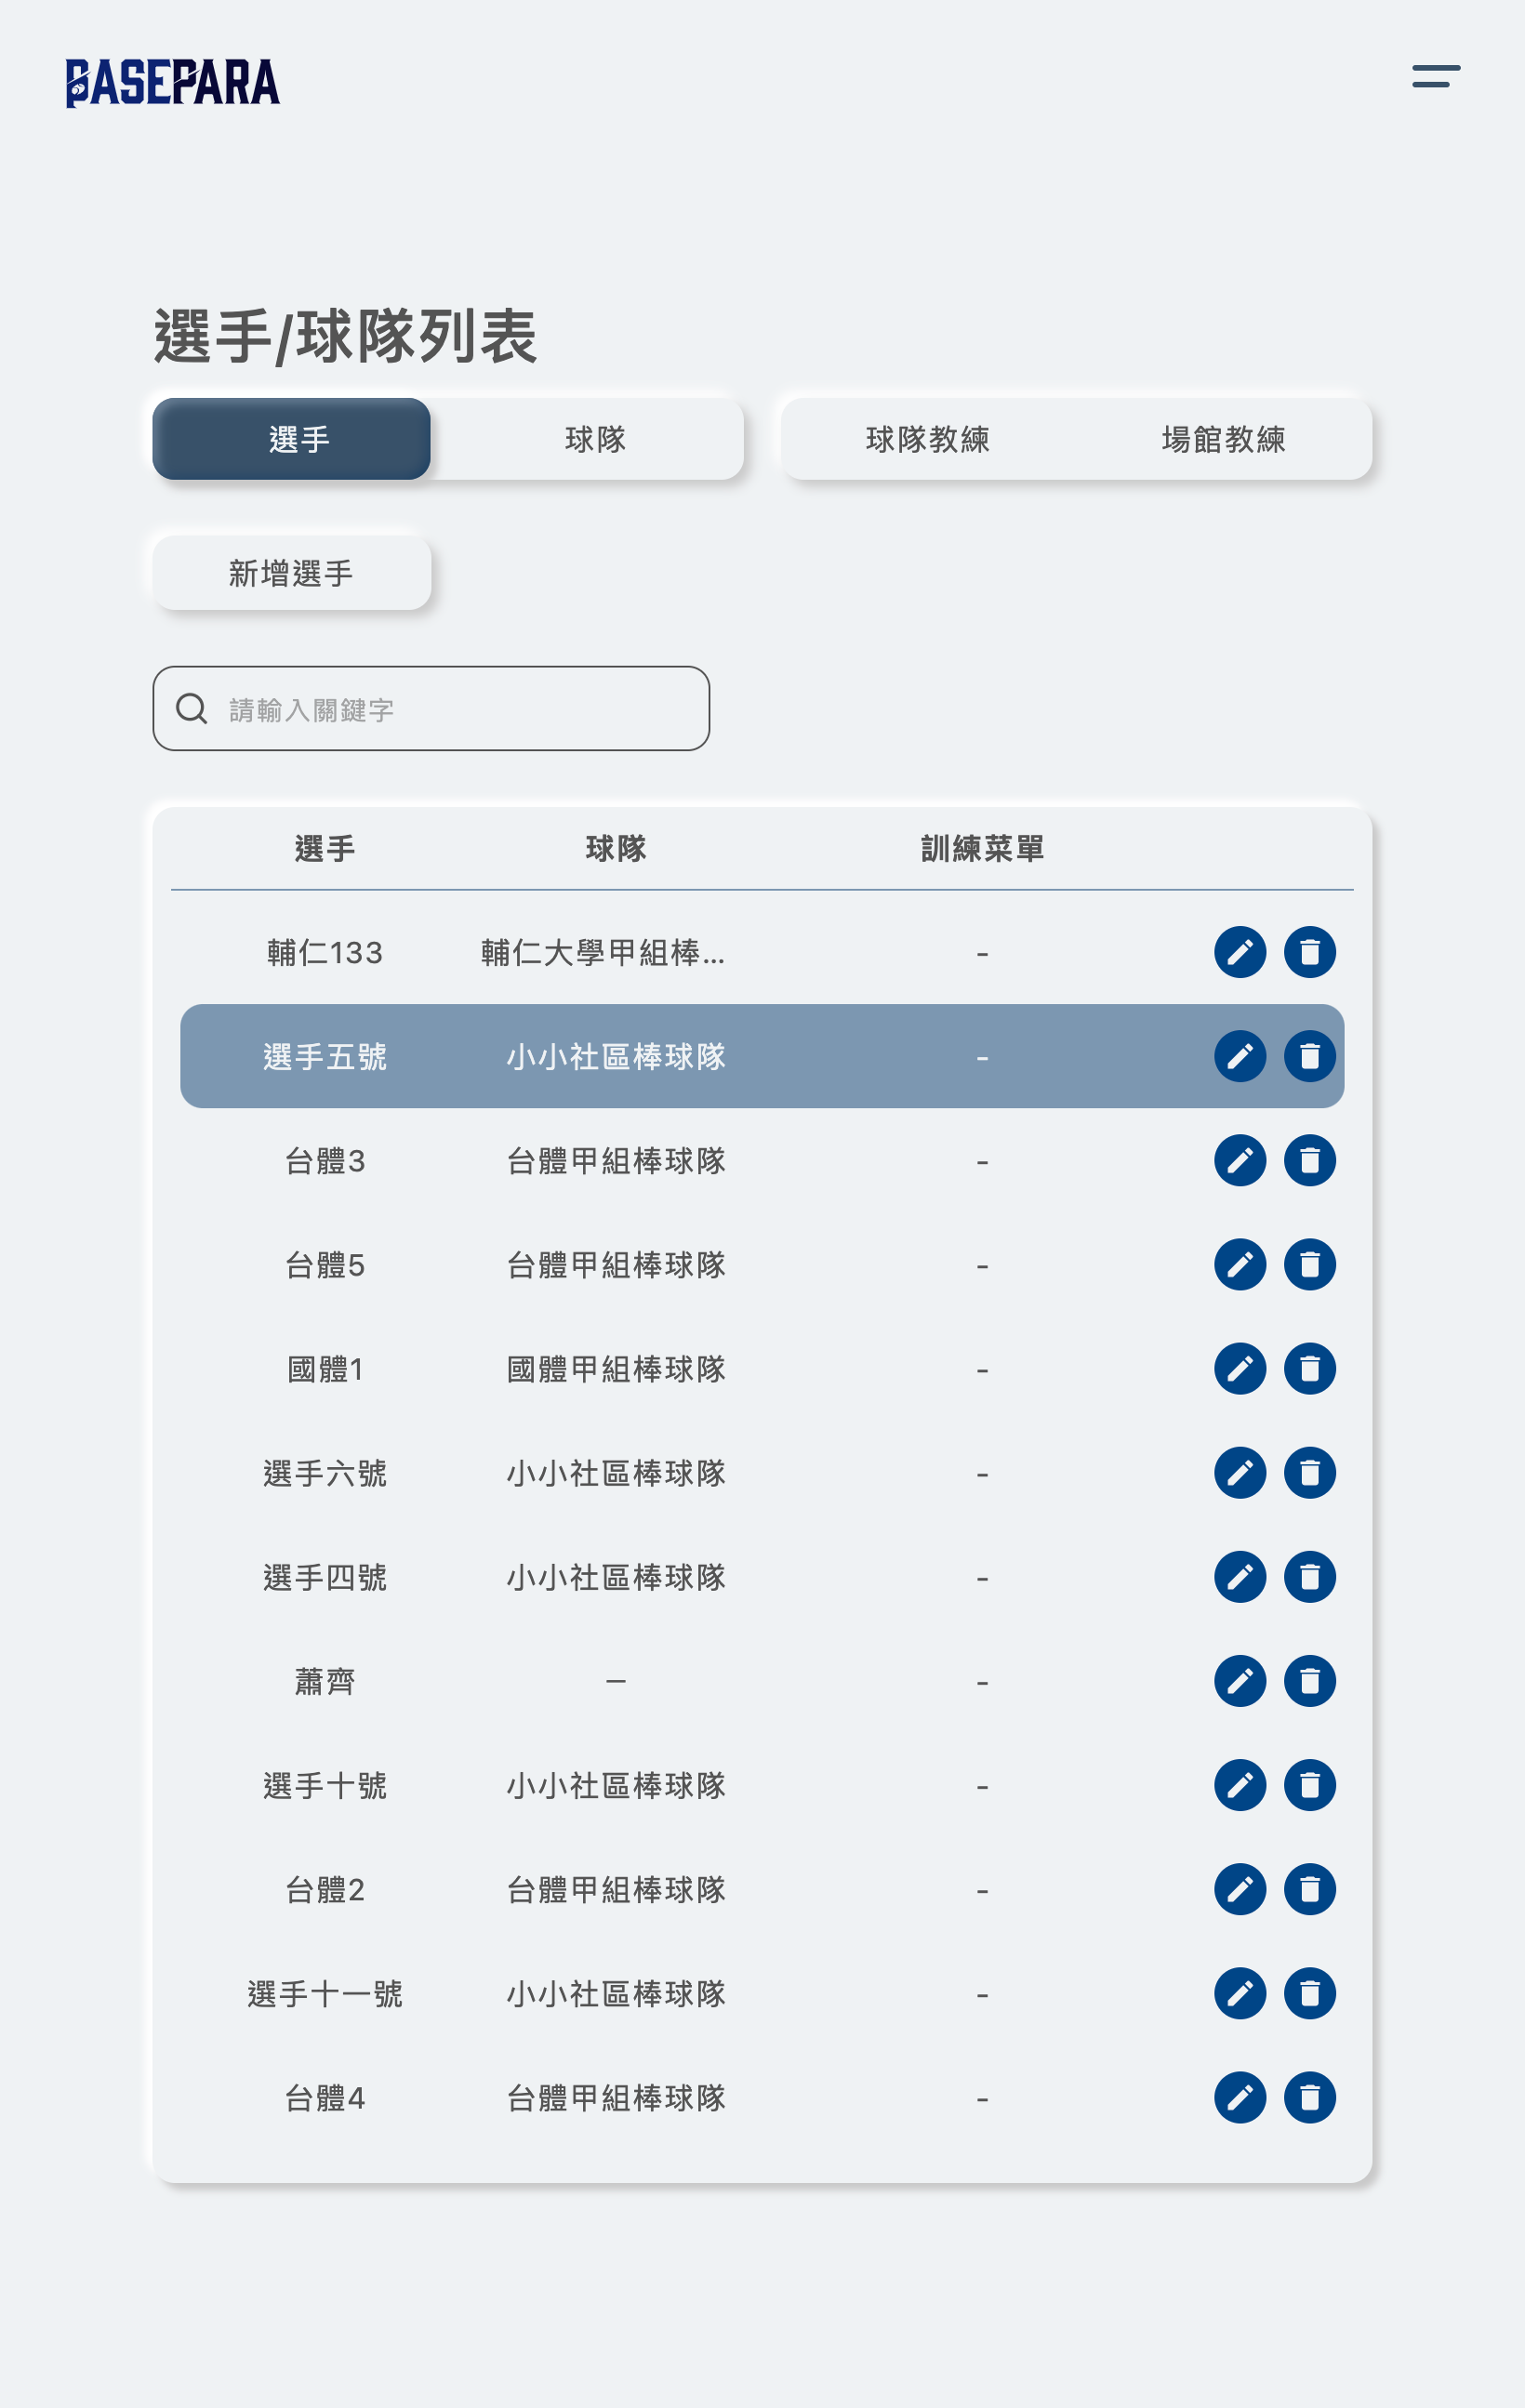 BASEPARA
選手/球隊列表
選手 球隊 球隊教練 場館教練
新增選手
請輸入關鍵字
選手 球隊 訓練菜單
輔仁133 輔仁大學甲組棒... -
選手五號 小小社區棒球隊 -
台體3 台體甲組棒球隊 -
台體5 台體甲組棒球隊 -
國體1 國體甲組棒球隊 -
選手六號 小小社區棒球隊 -
選手四號 小小社區棒球隊 -
蕭齊 － -
選手十號 小小社區棒球隊 -
台體2 台體甲組棒球隊 -
選手十一號 小小社區棒球隊 -
台體4 台體甲組棒球隊 -